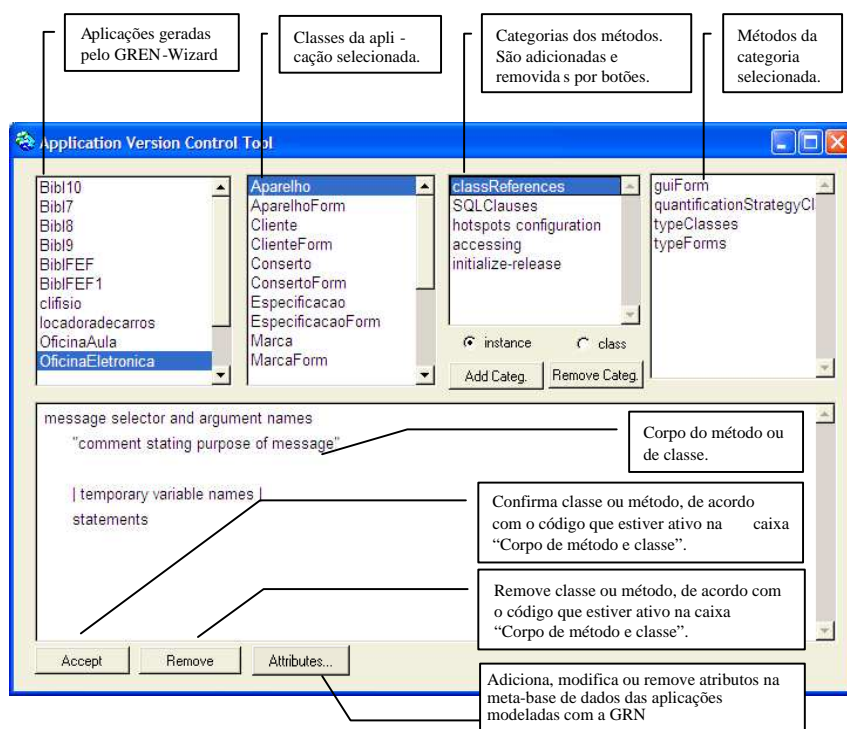 Aplicações geradas
pelo GREN-Wizard
Classes da apli -
cação selecionada.
Categorias dos métodos.
São adicionadas e
removida s por botões.
Métodos da
categoria
selecionada.
Application Version Control Tool
Bibl10
Bibl7
Bibl8
Bibl9
BiblFEF
BiblFEF1
clifisio
locadoradecarros
OficinaAula
OficinaEletronica
Aparelho
AparelhoForm
Cliente
ClienteForm
Conserto
ConsertoForm
Especificacao
EspecificacaoForm
Marca
MarcaForm
classReferences
SQLClauses
hotspots configuration
accessing
initialize-release
instance
class
Add Categ.
Remove Categ.
guiForm
quantificationStrategyCl
typeClasses
typeForms
message selector and argument names
"comment stating purpose of message"
| temporary variable names |
statements
Corpo do método ou
de classe.
Confirma classe ou método, de acordo
com o código que estiver ativo na caixa
“Corpo de método e classe”.
Remove classe ou método, de acordo com
o código que estiver ativo na caixa
“Corpo de método e classe”.
Accept
Remove
Attributes...
Adiciona, modifica ou remove atributos na
meta-base de dados das aplicações
modeladas com a GRN